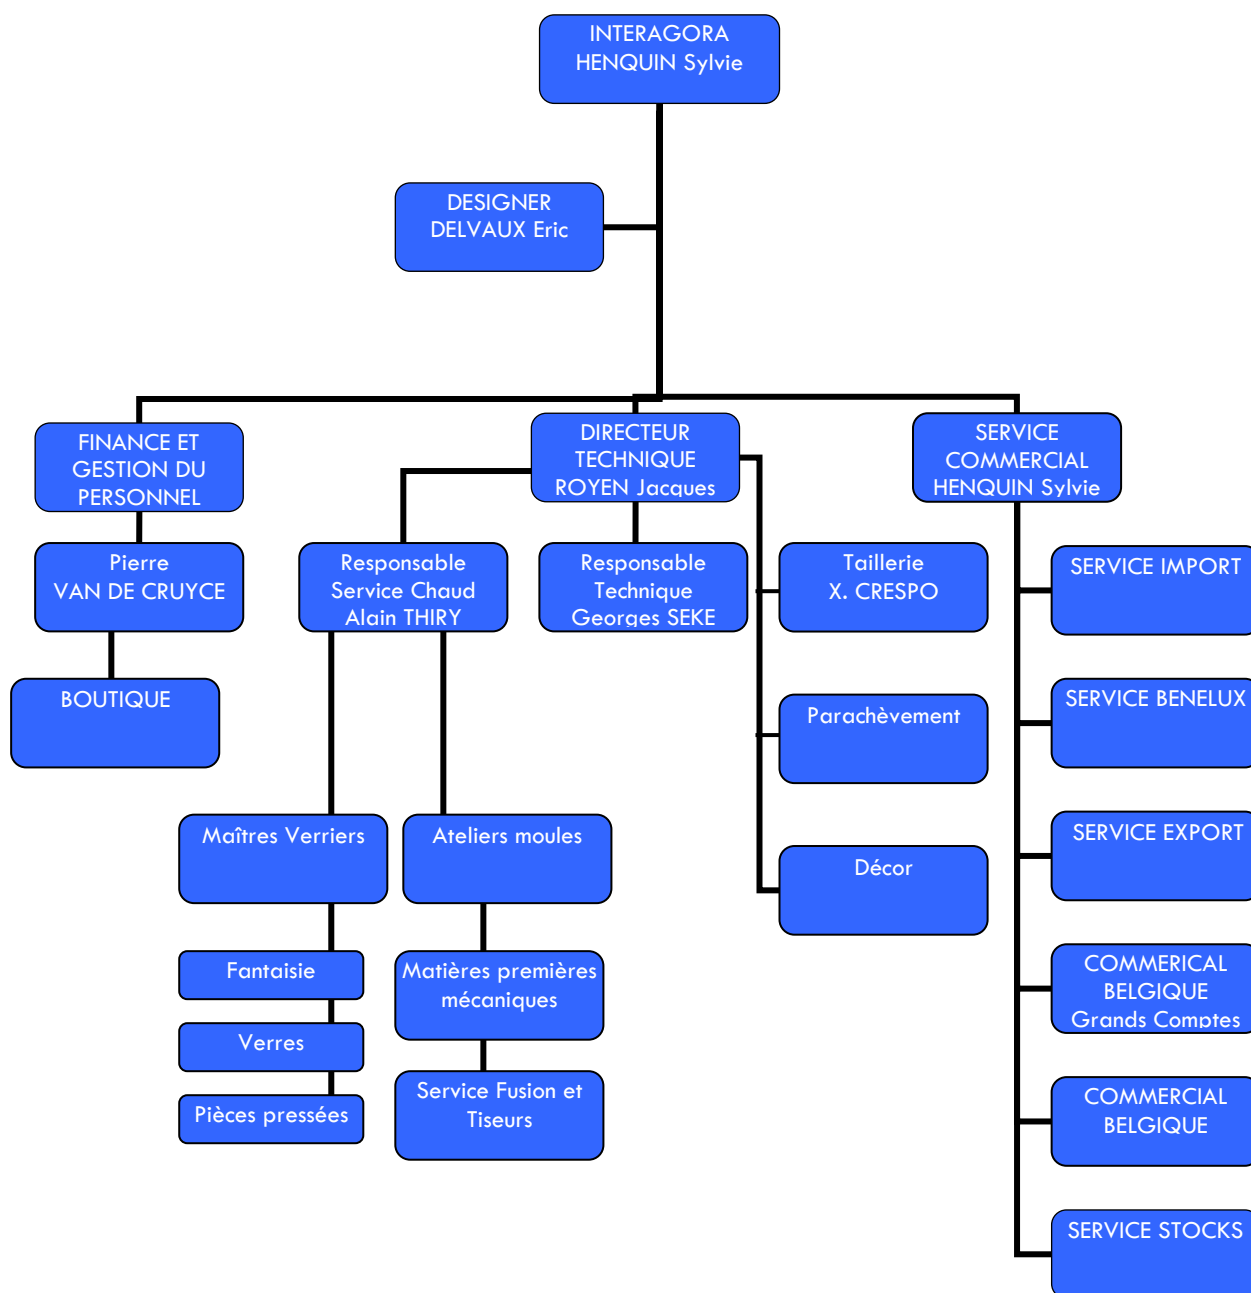 INTERAGORA
HENQUIN Sylvie
DESIGNER
DELVAUX Eric
FINANCE ET
GESTION DU
PERSONNEL
DIRECTEUR
TECHNIQUE
ROYEN Jacques
SERVICE
COMMERCIAL
HENQUIN Sylvie
Pierre
VAN DE CRUYCE
Responsable
Service Chaud
Alain THIRY
Responsable
Technique
Georges SEKE
Taillerie
X. CRESPO
SERVICE IMPORT
BOUTIQUE
Parachèvement
SERVICE BENELUX
Maîtres Verriers
Ateliers moules
Décor
SERVICE EXPORT
Fantaisie
Matières premières
mécaniques
COMMERICAL
BELGIQUE
Grands Comptes
Verres
Pièces pressées
Service Fusion et
Tiseurs
COMMERCIAL
BELGIQUE
SERVICE STOCKS